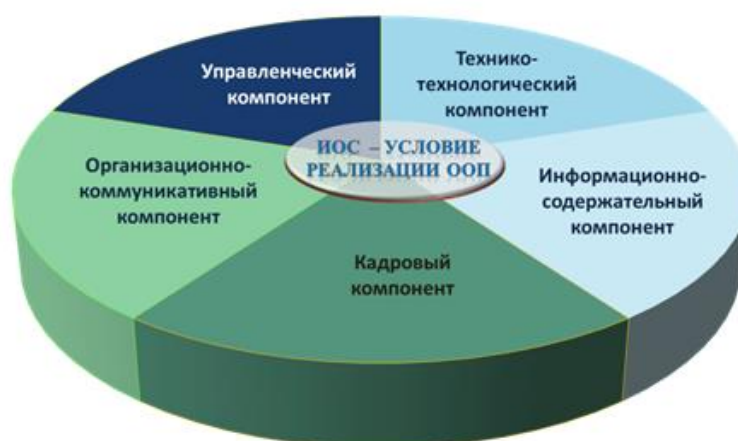 Управленческий
компонент
Технико-
технологический
компонент
ИОС – УСЛОВИЕ
РЕАЛИЗАЦИИ ООП
Организационно-
коммуникативный
компонент
Информационно-
содержательный
компонент
Кадровый
компонент